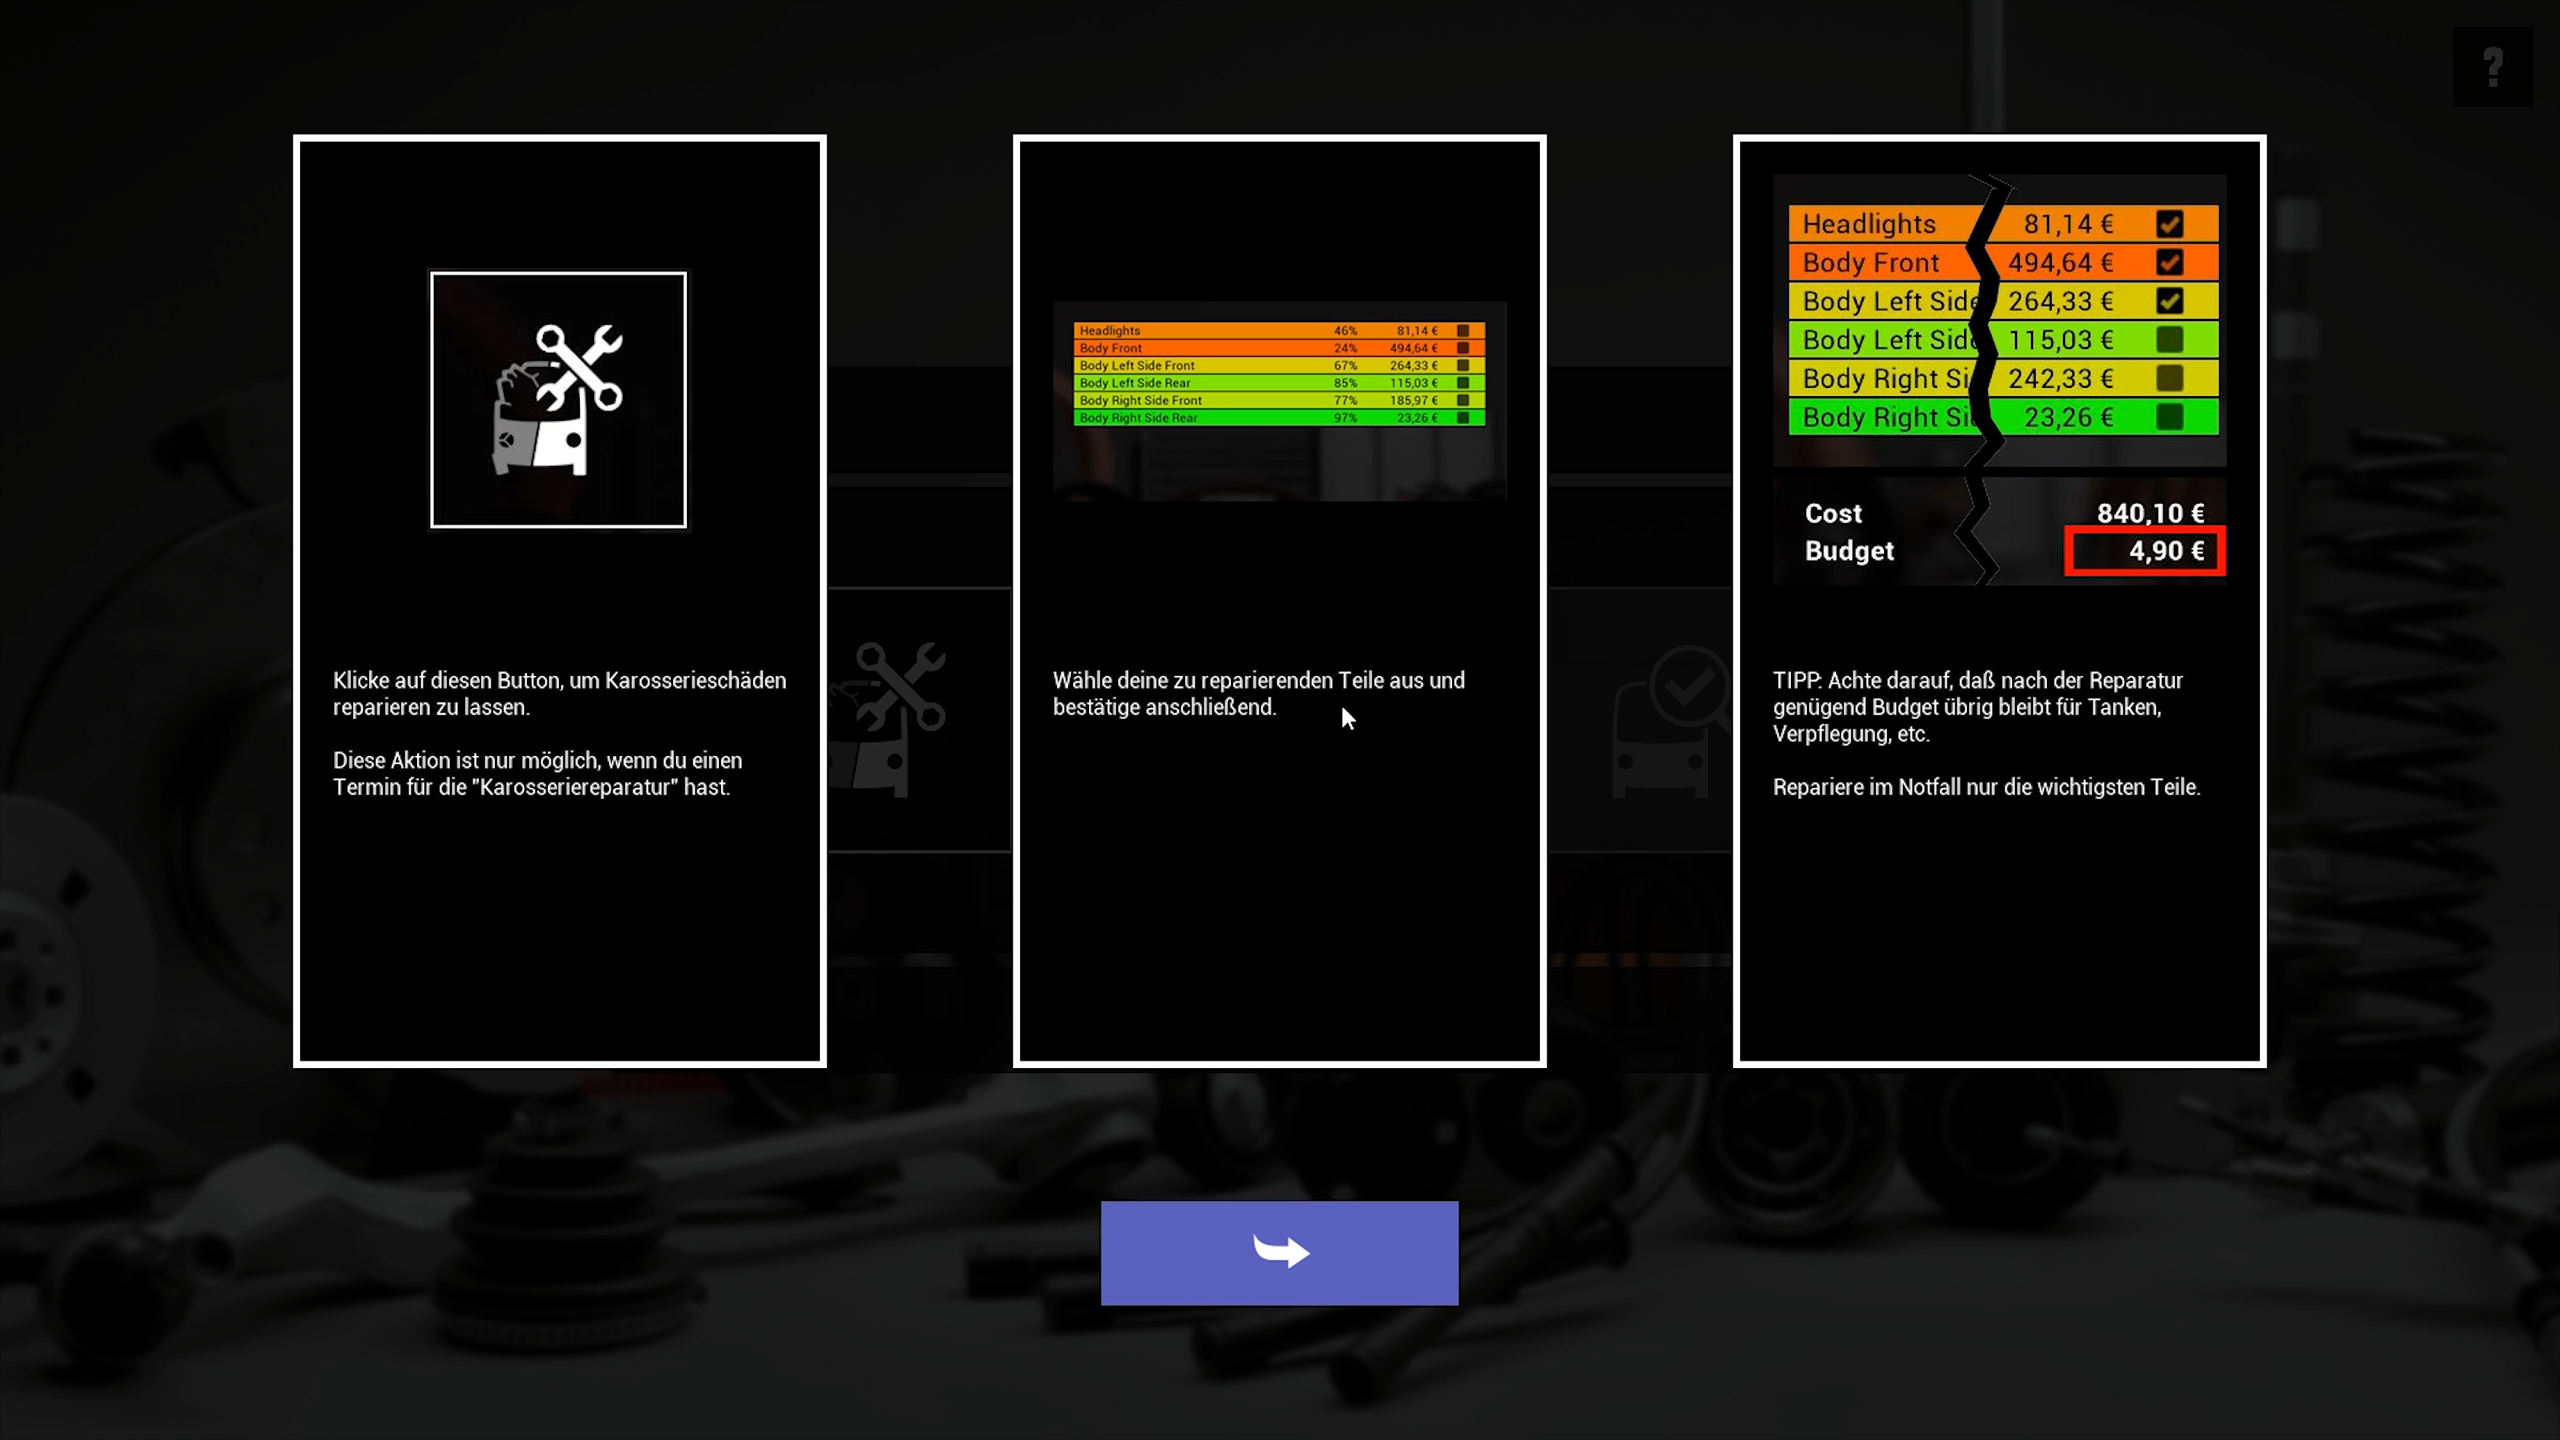 ?
Klicke auf diesen Button, um Karosserieschäden
reparieren zu lassen.
Diese Aktion ist nur möglich, wenn du einen
Termin für die "Karosseriereparatur" hast.
Headlights 46% 81,14 €
Body Front 24% 494,64 €
Body Left Side Front 67% 264,33 €
Body Left Side Rear 85% 115,03 €
Body Right Side Front 77% 185,97 €
Body Right Side Rear 97% 23,26 €
Wähle deine zu reparierenden Teile aus und
bestätige anschließend.
Headlights 81,14 €
Body Front 494,64 €
Body Left Side 264,33 €
Body Left Sid 115,03 €
Body Right Si 242,33 €
Body Right Si 23,26 €
Cost 840,10 €
Budget 4,90 €
TIPP: Achte darauf, daß nach der Reparatur
genügend Budget übrig bleibt für Tanken,
Verpflegung, etc.
Repariere im Notfall nur die wichtigsten Teile.